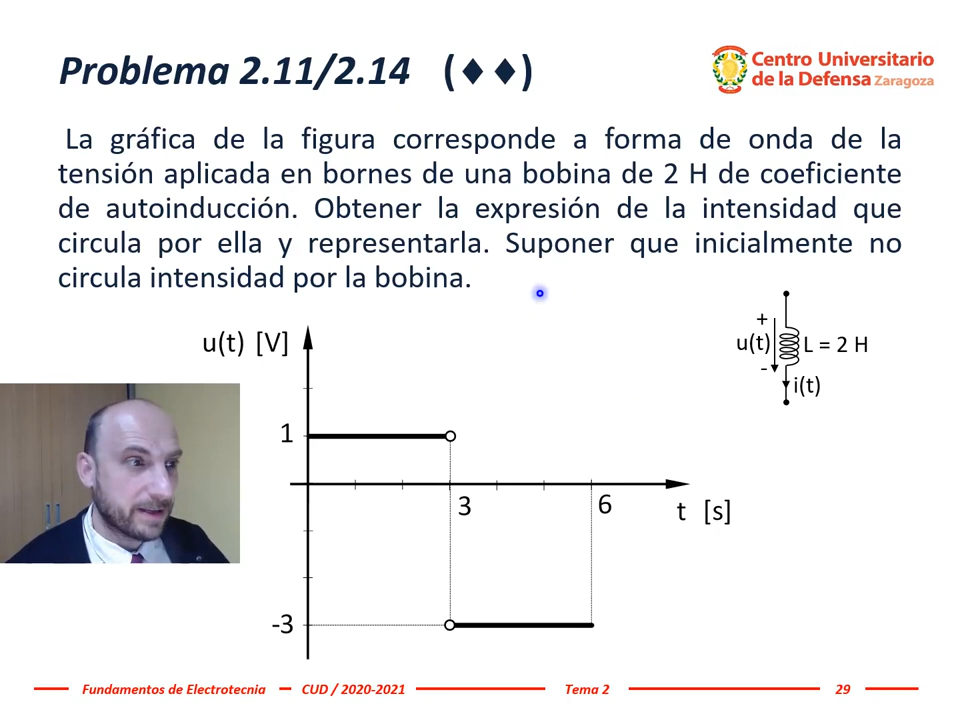 Problema 2.11/2.14 (♦♦)
Centro Universitario
de la Defensa Zaragoza
La gráfica de la figura corresponde a forma de onda de la
tensión aplicada en bornes de una bobina de 2 H de coeficiente
de autoinducción. Obtener la expresión de la intensidad que
circula por ella y representarla. Suponer que inicialmente no
circula intensidad por la bobina.
+
u(t)
-
L = 2 H
i(t)
u(t) [V]
1
3
6
t [s]
-3
Fundamentos de Electrotecnia
CUD / 2020-2021
Tema 2
29